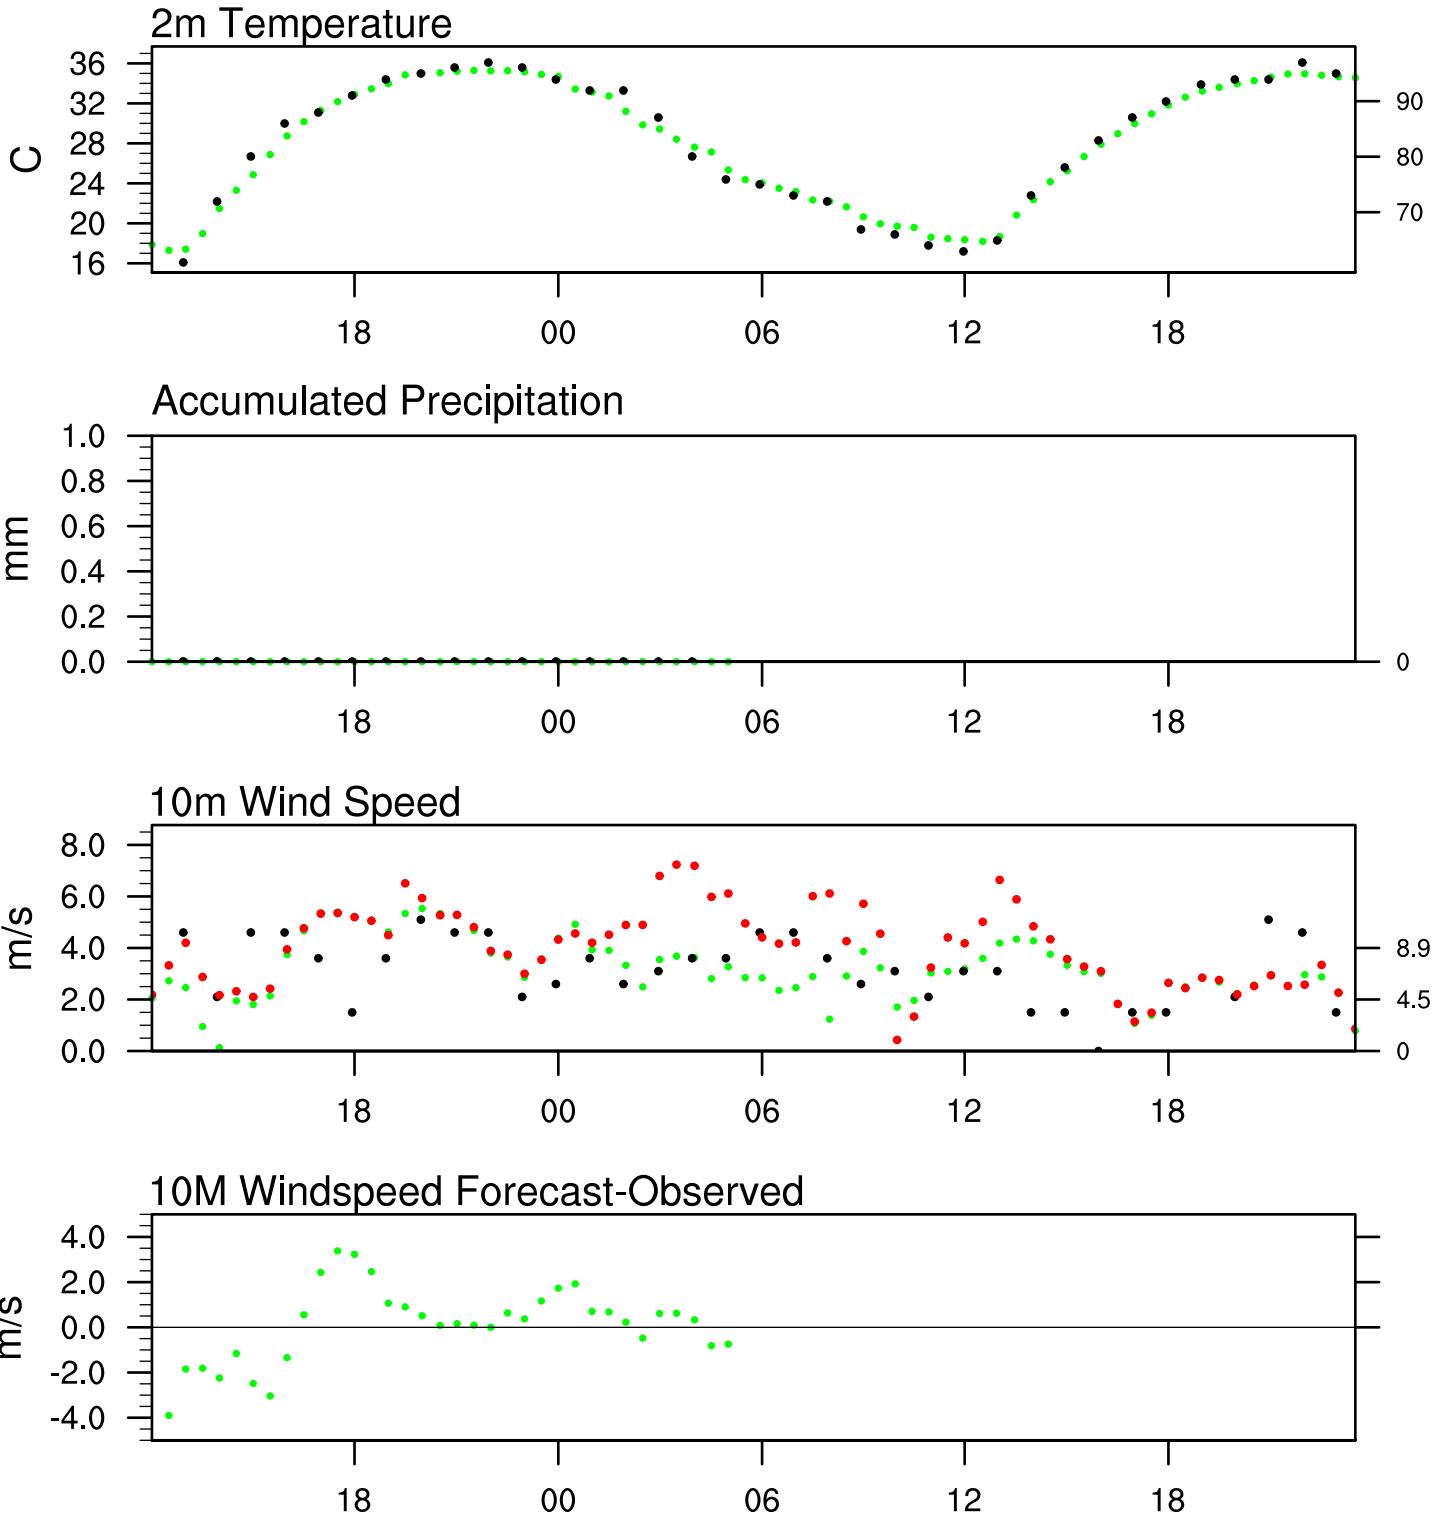 2m Temperature
36
32
28
24
20
16
C
90
80
70
18 00 06 12 18
Accumulated Precipitation
1.0
0.8
0.6
0.4
0.2
0.0
mm
0
18 00 06 12 18
10m Wind Speed
8.0
6.0
4.0
2.0
0.0
m/s
8.9
4.5
0
18 00 06 12 18
10M Windspeed Forecast-Observed
4.0
2.0
0.0
-2.0
-4.0
m/s
18 00 06 12 18